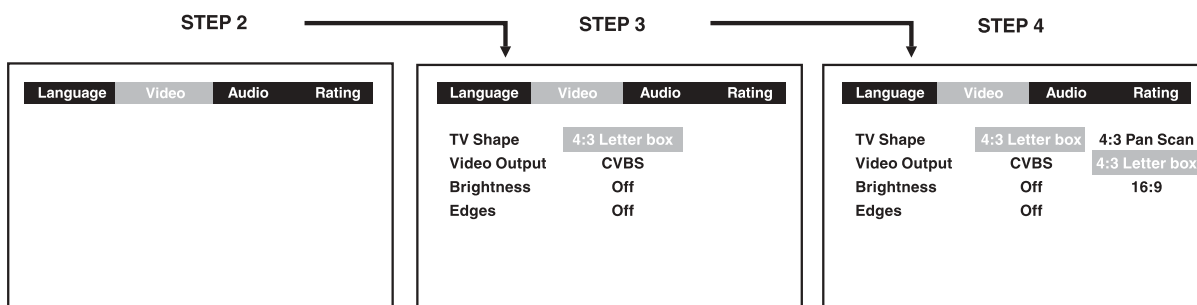 STEP 2
STEP 3
STEP 4
Language Video Audio Rating
Language Video Audio Rating
TV Shape 4:3 Letter box
Video Output CVBS
Brightness Off
Edges Off
Language Video Audio Rating
TV Shape 4:3 Letter box 4:3 Pan Scan
Video Output CVBS 4:3 Letter box
Brightness Off 16:9
Edges Off